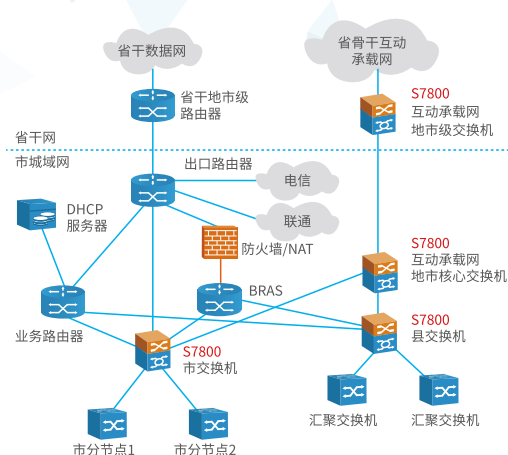 省干数据网
省骨干互动
承载网
省干地市级
路由器
S7800
互动承载网
地市级交换机
省干网
市城域网
出口路由器
电信
DHCP
服务器
联通
防火墙/NAT
S7800
互动承载网
地市核心交换机
BRAS
业务路由器
S7800
市交换机
S7800
县交换机
汇聚交换机
汇聚交换机
市分节点1
市分节点2